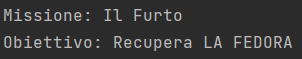 Missione: Il Furto
Obiettivo: Recupera LA FEDORA